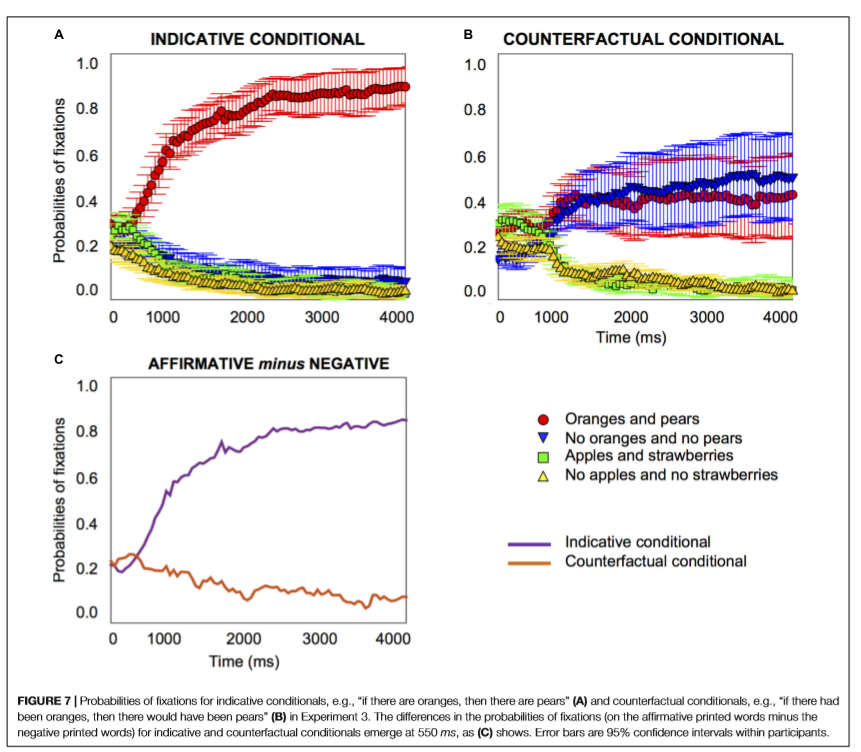 A
INDICATIVE CONDITIONAL
Probabilities of fixations
1.0
0.8
0.6
0.4
0.2
0.0
0 1000 2000 3000 4000
B
COUNTERFACTUAL CONDITIONAL
1.0
0.8
0.6
0.4
0.2
0.0
0 1000 2000 3000 4000
Time (ms)
C
AFFIRMATIVE minus NEGATIVE
Probabilities of fixations
1.0
0.8
0.6
0.4
0.2
0.0
0 1000 2000 3000 4000
Time (ms)
Oranges and pears
No oranges and no pears
Apples and strawberries
No apples and no strawberries
Indicative conditional
Counterfactual conditional
FIGURE 7 | Probabilities of fixations for indicative conditionals, e.g., “if there are oranges, then there are pears” (A) and counterfactual conditionals, e.g., “if there had
been oranges, then there would have been pears” (B) in Experiment 3. The differences in the probabilities of fixations (on the affirmative printed words minus the
negative printed words) for indicative and counterfactual conditionals emerge at 550 ms, as (C) shows. Error bars are 95% confidence intervals within participants.